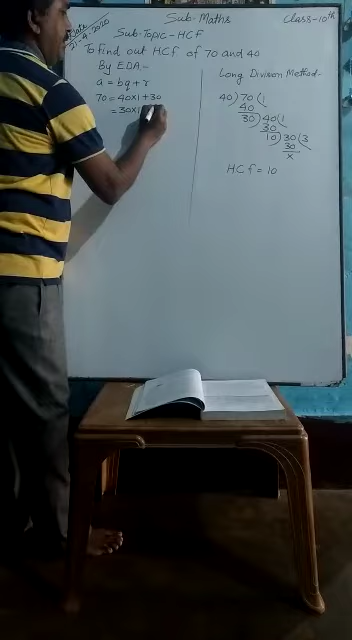 Sub-Maths
Class-10th
Date
21-4-2020
Sub-Topic-HCF
To find out HCf of 70 and 40
By EDA-
a = bq + r
70 = 40×1 + 30
= 30×1
Long Division Method-
40) 70 (1
40
30) 40 (1
30
10) 30 (3
30
×
HCf = 10